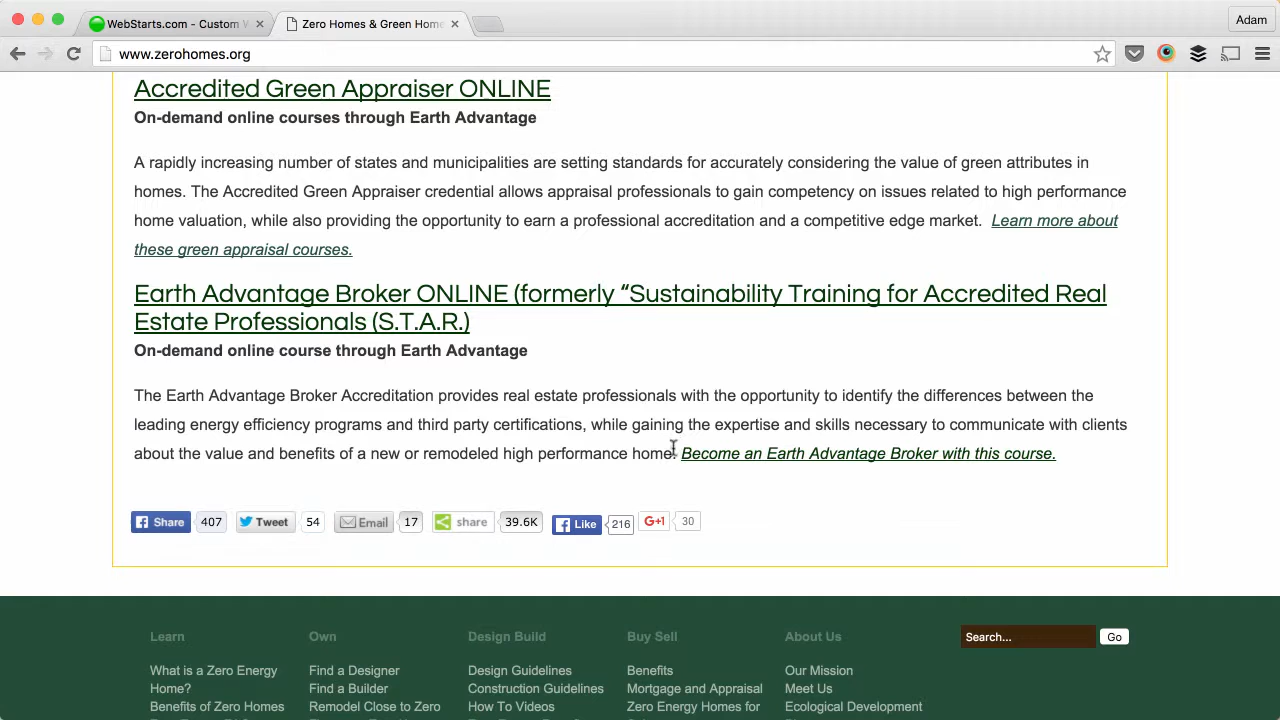 WebStarts.com - Custom W
Zero Homes & Green Home
Adam
www.zerohomes.org
Accredited Green Appraiser ONLINE
On-demand online courses through Earth Advantage
A rapidly increasing number of states and municipalities are setting standards for accurately considering the value of green attributes in
homes. The Accredited Green Appraiser credential allows appraisal professionals to gain competency on issues related to high performance
home valuation, while also providing the opportunity to earn a professional accreditation and a competitive edge market. Learn more about
these green appraisal courses.
Earth Advantage Broker ONLINE (formerly “Sustainability Training for Accredited Real
Estate Professionals (S.T.A.R.)
On-demand online course through Earth Advantage
The Earth Advantage Broker Accreditation provides real estate professionals with the opportunity to identify the differences between the
leading energy efficiency programs and third party certifications, while gaining the expertise and skills necessary to communicate with clients
about the value and benefits of a new or remodeled high performance home. Become an Earth Advantage Broker with this course.
Share 407 Tweet 54 Email 17 share 39.6K Like 216 G+1 30
Learn Own Design Build Buy Sell About Us Search... Go
What is a Zero Energy Find a Designer Design Guidelines Benefits Our Mission
Home? Find a Builder Construction Guidelines Mortgage and Appraisal Meet Us
Benefits of Zero Homes Remodel Close to Zero How To Videos Zero Energy Homes for Ecological Development